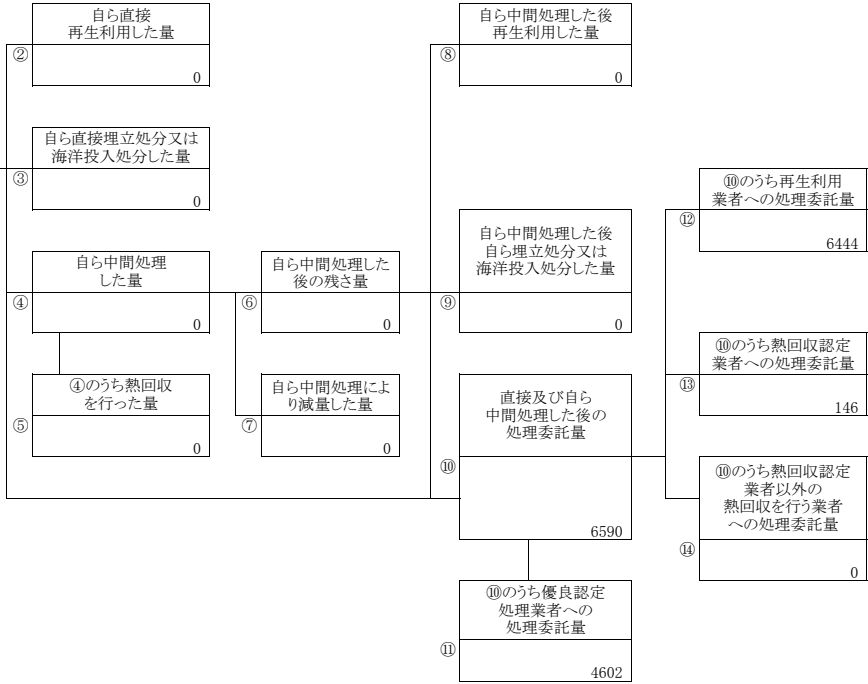 自ら直接
再生利用した量
②
0
自ら直接埋立処分又は
海洋投入処分した量
③
0
自ら中間処理
した量
④
0
④のうち熱回収
を行った量
⑤
0
自ら中間処理した
後の残さ量
⑥
0
自ら中間処理によ
り減量した量
⑦
0
自ら中間処理した後
再生利用した量
⑧
0
自ら中間処理した後
自ら埋立処分又は
海洋投入処分した量
⑨
0
直接及び自ら
中間処理した後の
処理委託量
⑩
6590
⑩のうち優良認定
処理業者への
処理委託量
⑪
4602
⑩のうち再生利用
業者への処理委託量
⑫
6444
⑩のうち熱回収認定
業者への処理委託量
⑬
146
⑩のうち熱回収認定
業者以外の
熱回収を行う業者
への処理委託量
⑭
0